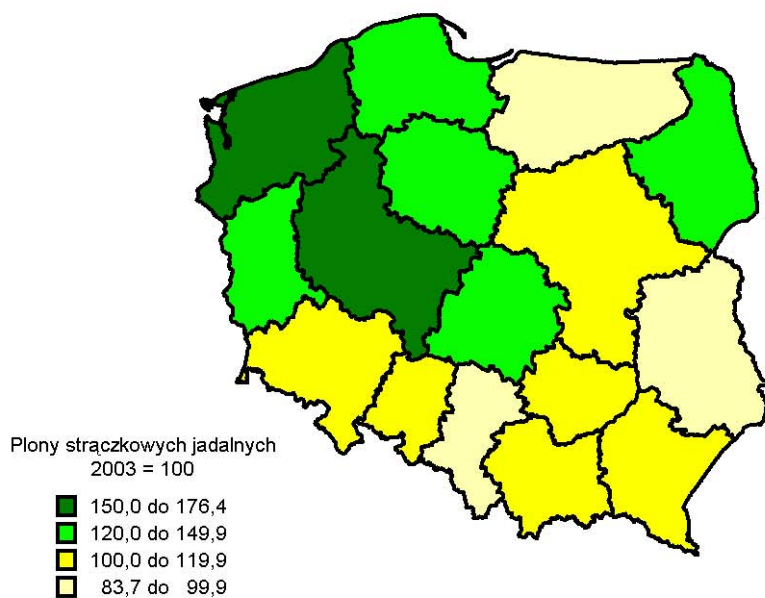 Plony strączkowych jadalnych
2003 = 100
150,0 do 176,4
120,0 do 149,9
100,0 do 119,9
83,7 do 99,9